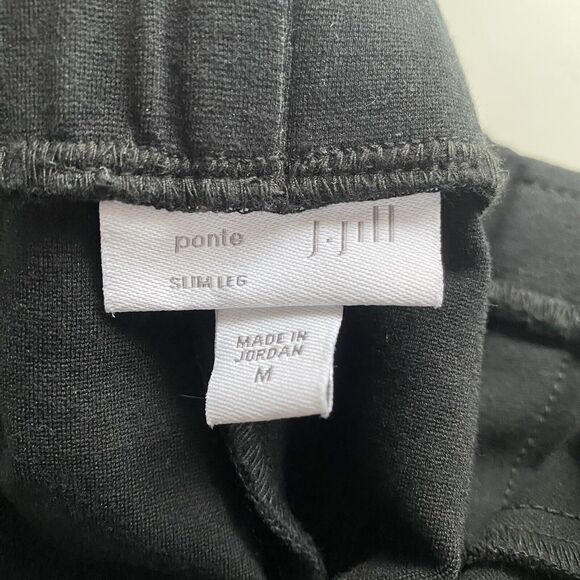 ponte
J.Jill
SLIM LEG
MADE IN
JORDAN
M